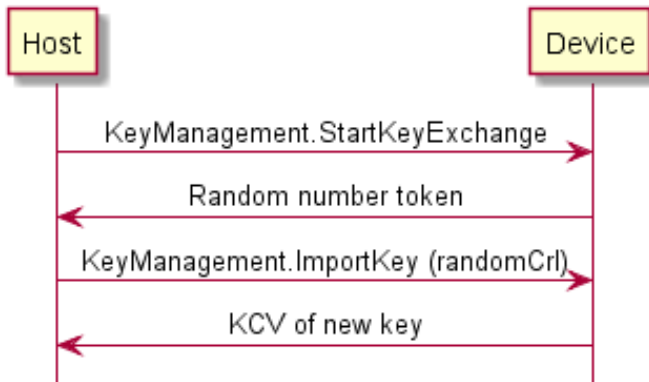 Host
Device
KeyManagement.StartKeyExchange
Random number token
KeyManagement.ImportKey (randomCrl)
KCV of new key